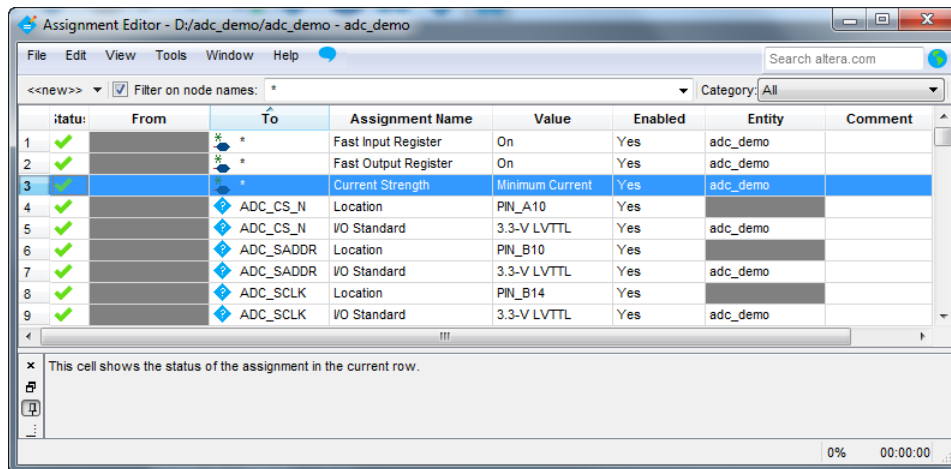 Assignment Editor - D:/adc_demo/adc_demo - adc_demo
File Edit View Tools Window Help Search altera.com
<<new>> Filter on node names: * Category: All
itatu: From To Assignment Name Value Enabled Entity Comment
1 * Fast Input Register On Yes adc_demo
2 * Fast Output Register On Yes adc_demo
3 * Current Strength Minimum Current Yes adc_demo
4 ADC_CS_N Location PIN_A10 Yes
5 ADC_CS_N I/O Standard 3.3-V LVTTL Yes adc_demo
6 ADC_SADDR Location PIN_B10 Yes
7 ADC_SADDR I/O Standard 3.3-V LVTTL Yes adc_demo
8 ADC_SCLK Location PIN_B14 Yes
9 ADC_SCLK I/O Standard 3.3-V LVTTL Yes adc_demo
This cell shows the status of the assignment in the current row.
0% 00:00:00